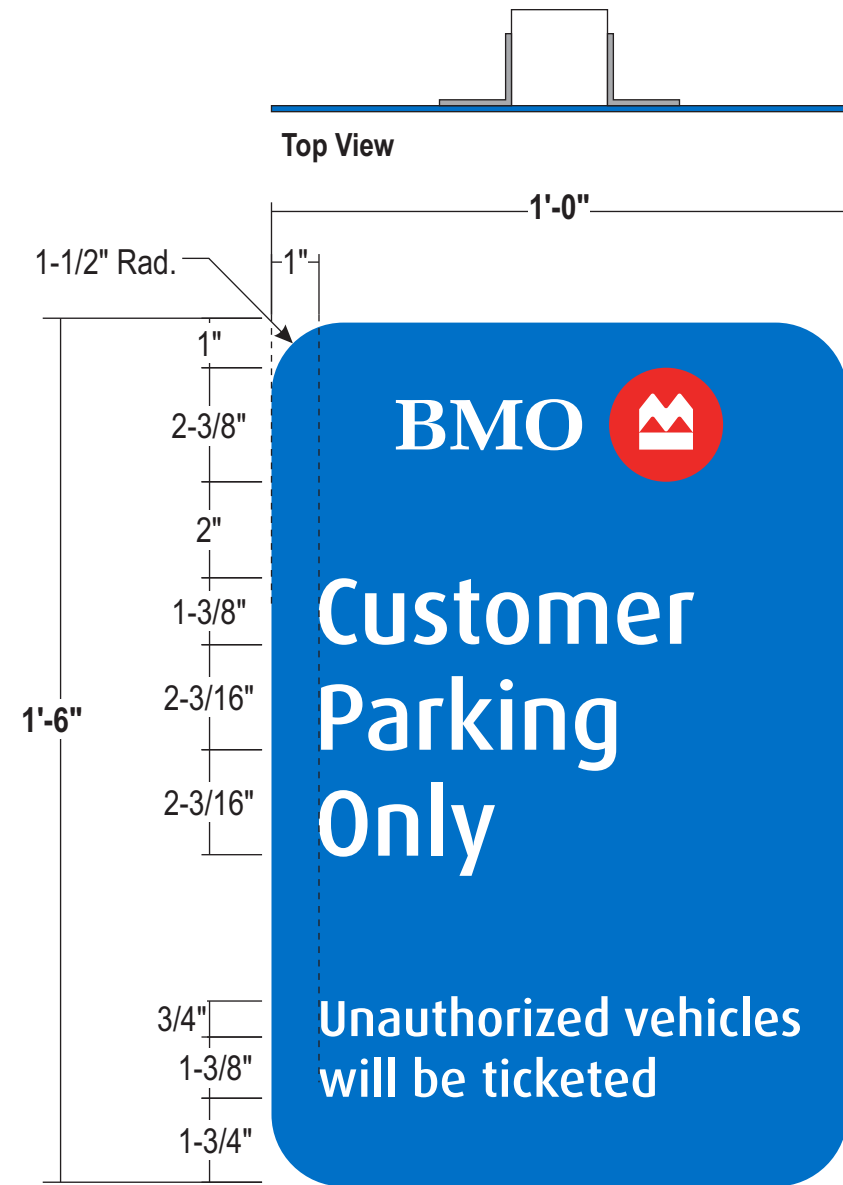 Top View
1'-0"
1-1/2" Rad.
1"
1"
2-3/8"
BMO
2"
1-3/8"
Customer
2-3/16"
Parking
1'-6"
2-3/16"
Only
3/4"
Unauthorized vehicles
1-3/8"
will be ticketed
1-3/4"